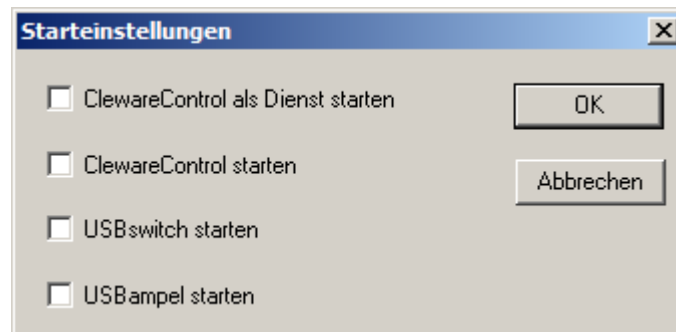 Starteinstellungen
ClewareControl als Dienst starten
OK
ClewareControl starten
Abbrechen
USBswitch starten
USBampel starten